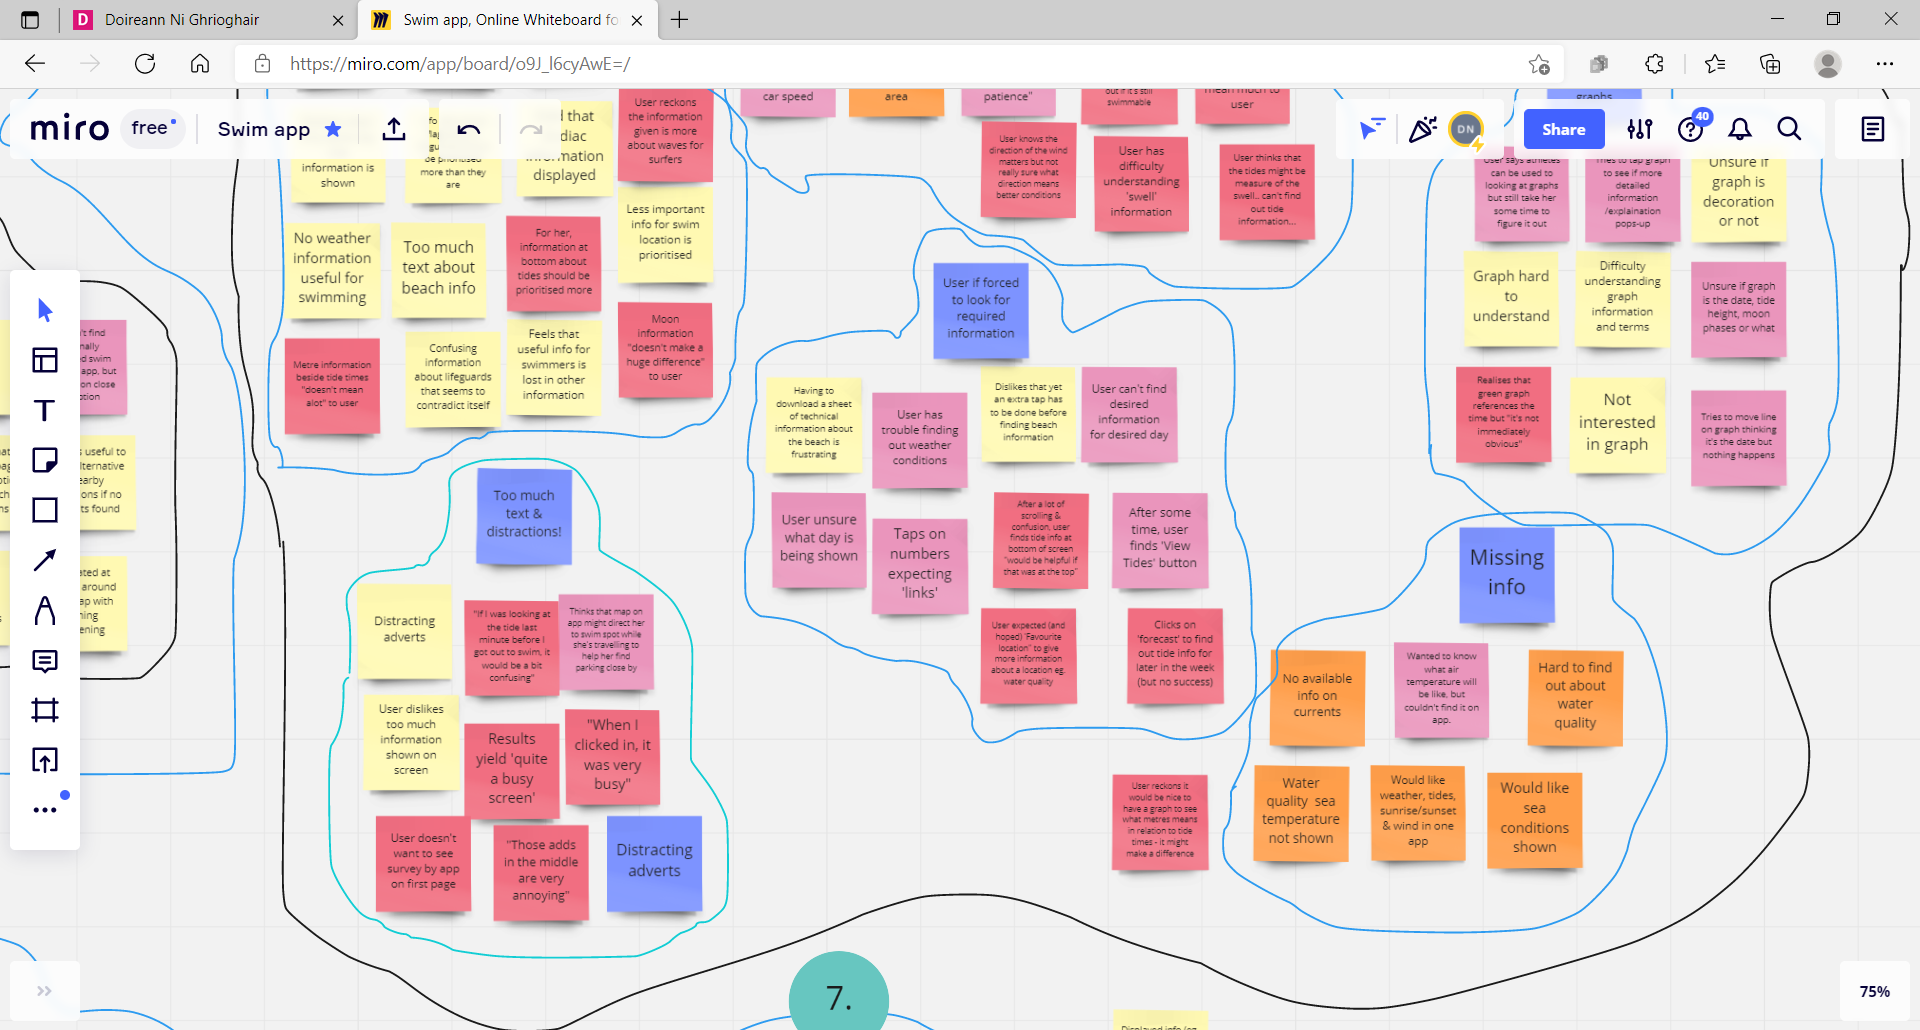 Doireann Ni Ghrioghair
Swim app, Online Whiteboard fo
https://miro.com/app/board/o9J_l6cyAwE=/
miro
free
Swim app
DN
Share
40
information is
shown
be prioritised
more than they
are
d that
diac
information
displayed
User reckons
the information
given is more
about waves for
surfers
No weather
information
useful for
swimming
Too much
text about
beach info
For her,
information at
bottom about
tides should be
prioritised more
Less important
info for swim
location is
prioritised
Metre information
beside tide times
"doesn't mean
alot" to user
Confusing
information
about lifeguards
that seems to
contradict itself
Feels that
useful info for
swimmers is
lost in other
information
Moon
information
"doesn't make a
huge difference"
to user
car speed
area
patience"
out if it's still
swimmable
mean much to
user
User knows the
direction of the wind
matters but not
really sure what
direction means
better conditions
User has
difficulty
understanding
'swell'
information
User thinks that
the tides might be
measure of the
swell.. can't find
out tide
information...
graphs
User says athletes
can be used to
looking at graphs
but still take her
some time to
figure it out
Tries to tap graph
to see if more
detailed
information
/explaination
pops-up
Unsure if
graph is
decoration
or not
Graph hard
to
understand
Difficulty
understanding
graph
information
and terms
Unsure if graph
is the date, tide
height, moon
phases or what
Realises that
green graph
references the
time but "it's not
immediately
obvious"
Not
interested
in graph
Tries to move line
on graph thinking
it's the date but
nothing happens
't find
nally
d swim
app, but
on close
otion
s useful to
lternative
earby
ons if no
ts found
ated at
around
ap with
ning
ening
User if forced
to look for
required
information
Having to
download a sheet
of technical
information about
the beach is
frustrating
User has
trouble finding
out weather
conditions
Dislikes that yet
an extra tap has
to be done before
finding beach
information
User can't find
desired
information
for desired day
User unsure
what day is
being shown
Taps on
numbers
expecting
'links'
After a lot of
scrolling &
confusion, user
finds tide info at
bottom of screen
"would be helpful if
that was at the top"
After some
time, user
finds 'View
Tides' button
User expected (and
hoped) 'Favourite
location" to give
more information
about a location eg.
water quality
Clicks on
'forecast' to find
out tide info for
later in the week
(but no success)
Too much
text &
distractions!
Distracting
adverts
"If I was looking at
the tide last
minute before I
got out to swim, it
would be a bit
confusing"
Thinks that map on
app might direct her
to swim spot while
she's travelling to
help her find
parking close by
User dislikes
too much
information
shown on
screen
Results
yield 'quite
a busy
screen'
"When I
clicked in, it
was very
busy"
User doesn't
want to see
survey by app
on first page
"Those adds
in the middle
are very
annoying"
Distracting
adverts
Missing
info
No available
info on
currents
Wanted to know
what air
temperature will
be like, but
couldn't find it on
app.
Hard to find
out about
water
quality
User reckons it
would be nice to
have a graph to see
what metres means
in relation to tide
times - it might
make a difference
Water
quality sea
temperature
not shown
Would like
weather, tides,
sunrise/sunset
& wind in one
app
Would like
sea
conditions
shown
7.
75%